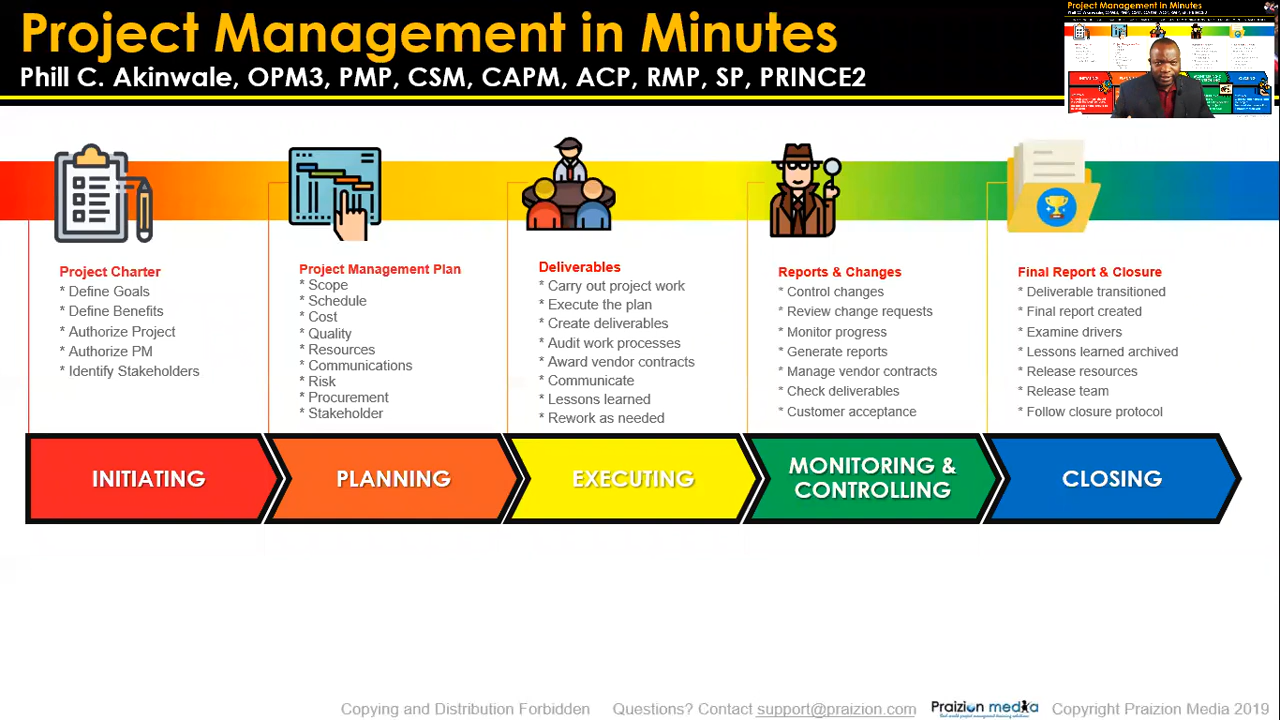 Project Management in Minutes
Phill C. Akinwale, OPM3, PMP, CSM, CAPM, ACP, RMP, SP, PRINCE2
Project Management in Minutes
Project Charter
* Define Goals
* Define Benefits
* Authorize Project
* Authorize PM
* Identify Stakeholders
Project Management Plan
* Scope
* Schedule
* Cost
* Quality
* Resources
* Communications
* Risk
* Procurement
* Stakeholder
Deliverables
* Carry out project work
* Execute the plan
* Create deliverables
* Audit work processes
* Award vendor contracts
* Communicate
* Lessons learned
* Rework as needed
Reports & Changes
* Control changes
* Review change requests
* Monitor progress
* Generate reports
* Manage vendor contracts
* Check deliverables
* Customer acceptance
Final Report & Closure
* Deliverable transitioned
* Final report created
* Examine drivers
* Lessons learned archived
* Release resources
* Release team
* Follow closure protocol
INITIATING
PLANNING
EXECUTING
MONITORING &
CONTROLLING
CLOSING
Copying and Distribution Forbidden
Questions? Contact support@praizion.com
Praizion media
Copyright Praizion Media 2019